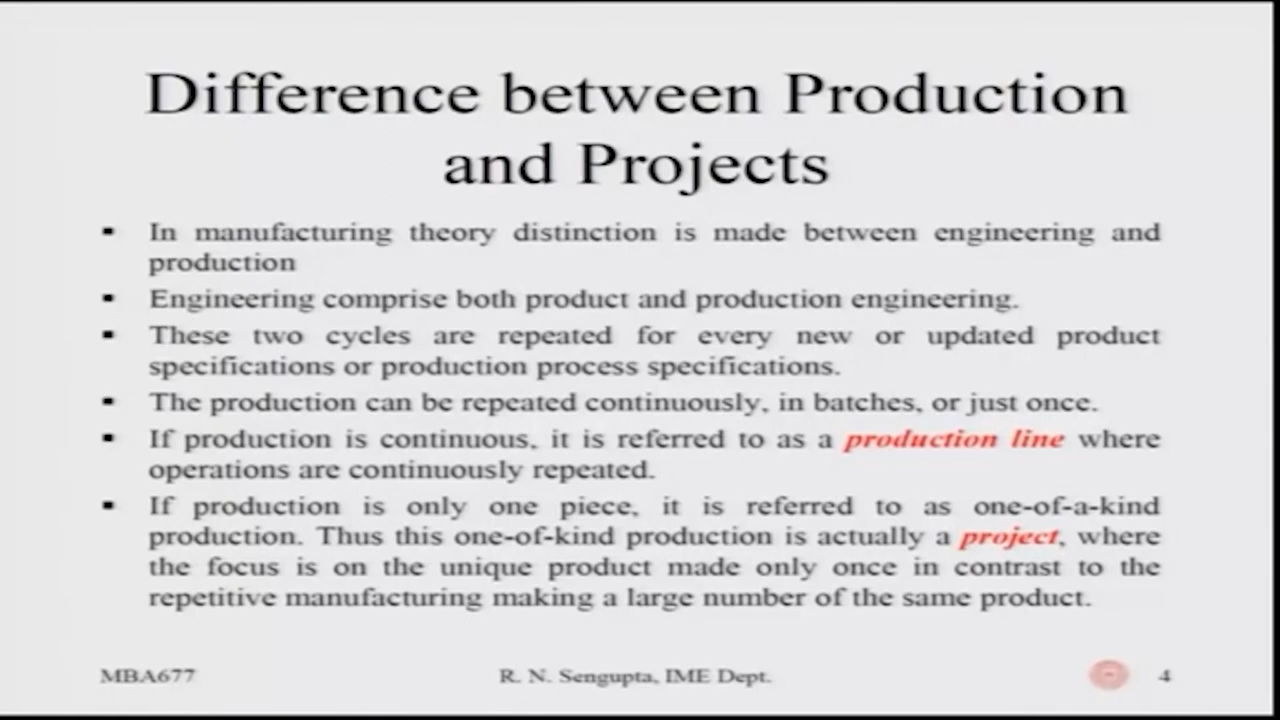 Difference between Production
and Projects
▪ In manufacturing theory distinction is made between engineering and
production
▪ Engineering comprise both product and production engineering.
▪ These two cycles are repeated for every new or updated product
specifications or production process specifications.
▪ The production can be repeated continuously, in batches, or just once.
▪ If production is continuous, it is referred to as a production line where
operations are continuously repeated.
▪ If production is only one piece, it is referred to as one-of-a-kind
production. Thus this one-of-kind production is actually a project, where
the focus is on the unique product made only once in contrast to the
repetitive manufacturing making a large number of the same product.
MBA677 R. N. Sengupta, IME Dept. 4